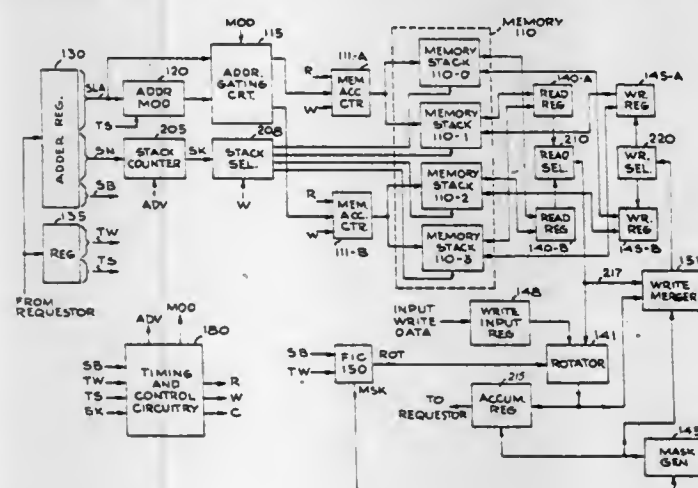 MOD
115
MEMORY
110
130
120
111-A
145-A
ADDER REG.
SLA
ADDR
MOD
ADDR.
GATING
CRT.
R
MEM.
ACC
CTR
W
MEMORY
STACK
110-0
140-A
READ
REG
WR.
REG
TS
205
208
MEMORY
STACK
110-1
210
220
SN
STACK
COUNTER
SK
STACK
SEL.
READ
SEL.
WR.
SEL.
SB
ADV
W
MEMORY
STACK
110-2
135
REG
TW
TS
R
MEM.
ACC
CTR
W
111-B
MEMORY
STACK
110-3
READ
REG
140-B
WR
REG
145-B
FROM
REQUESTOR
217
WRITE
MERGER
ADV
MOD
180
INPUT
WRITE
DATA
148
WRITE
INPUT
REG
141
SB
TW
TS
SK
TIMING
AND
CONTROL
CIRCUITRY
R
W
C
SB
TW
FIC
150
ROT
MSK
ROTATOR
215
TO
REQUESTOR
ACCUM.
REG
MASK
GEN